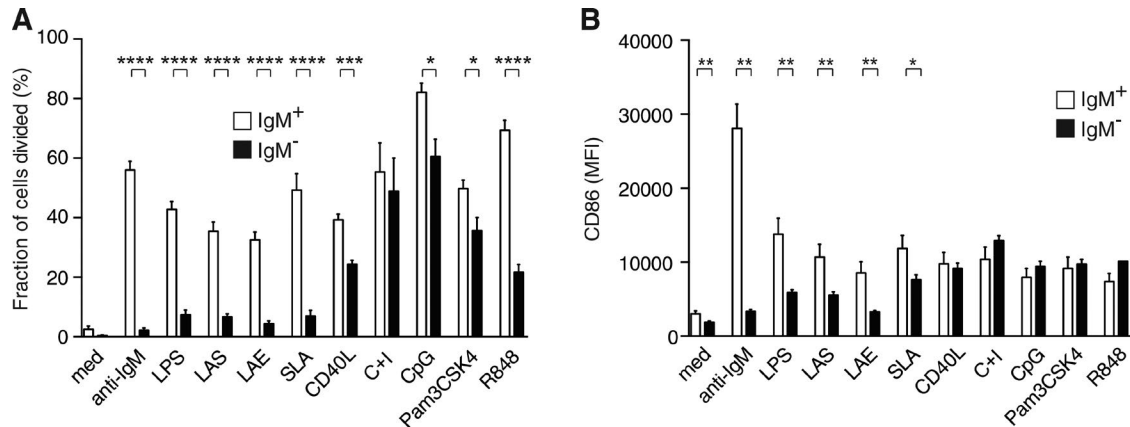 A
Fraction of cells divided (%)
100
80
60
40
20
0
**** **** **** **** **** *** * * ****
IgM+
IgM-
med anti-IgM LPS LAS LAE SLA CD40L C+I CpG Pam3CSK4 R848
B
CD86 (MFI)
40000
30000
20000
10000
0
** ** ** ** ** *
IgM+
IgM-
med anti-IgM LPS LAS LAE SLA CD40L C+I CpG Pam3CSK4 R848